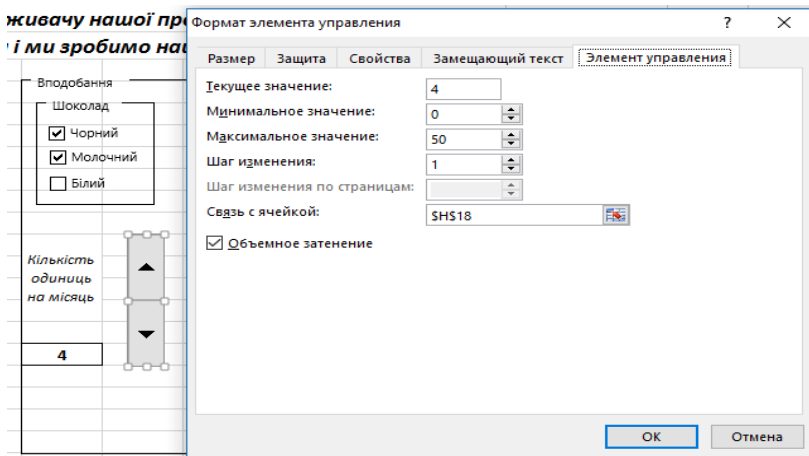 живачу нашої
і ми зробимо
Вподобання
Шоколад
Чорний
Молочний
Білий
Кількість
одиниць
на місяць
4
Формат элемента управления
?
Размер Защита Свойства Замещающий текст Элемент управления
Текущее значение: 4
Минимальное значение: 0
Максимальное значение: 50
Шаг изменения: 1
Шаг изменения по страницам:
Связь с ячейкой: $H$18
Объемное затенение
ОК Отмена